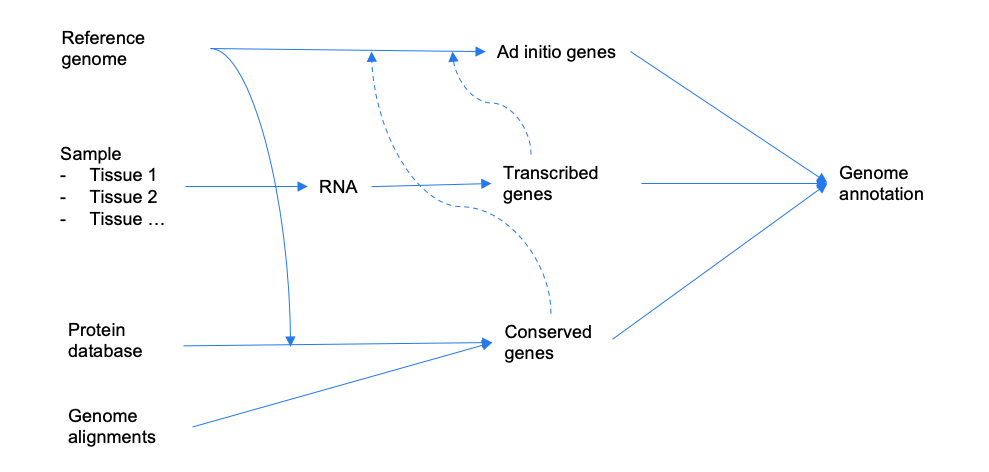 Reference
genome
Ad initio genes
Sample
- Tissue 1
- Tissue 2
- Tissue …
RNA
Transcribed
genes
Genome
annotation
Protein
database
Conserved
genes
Genome
alignments